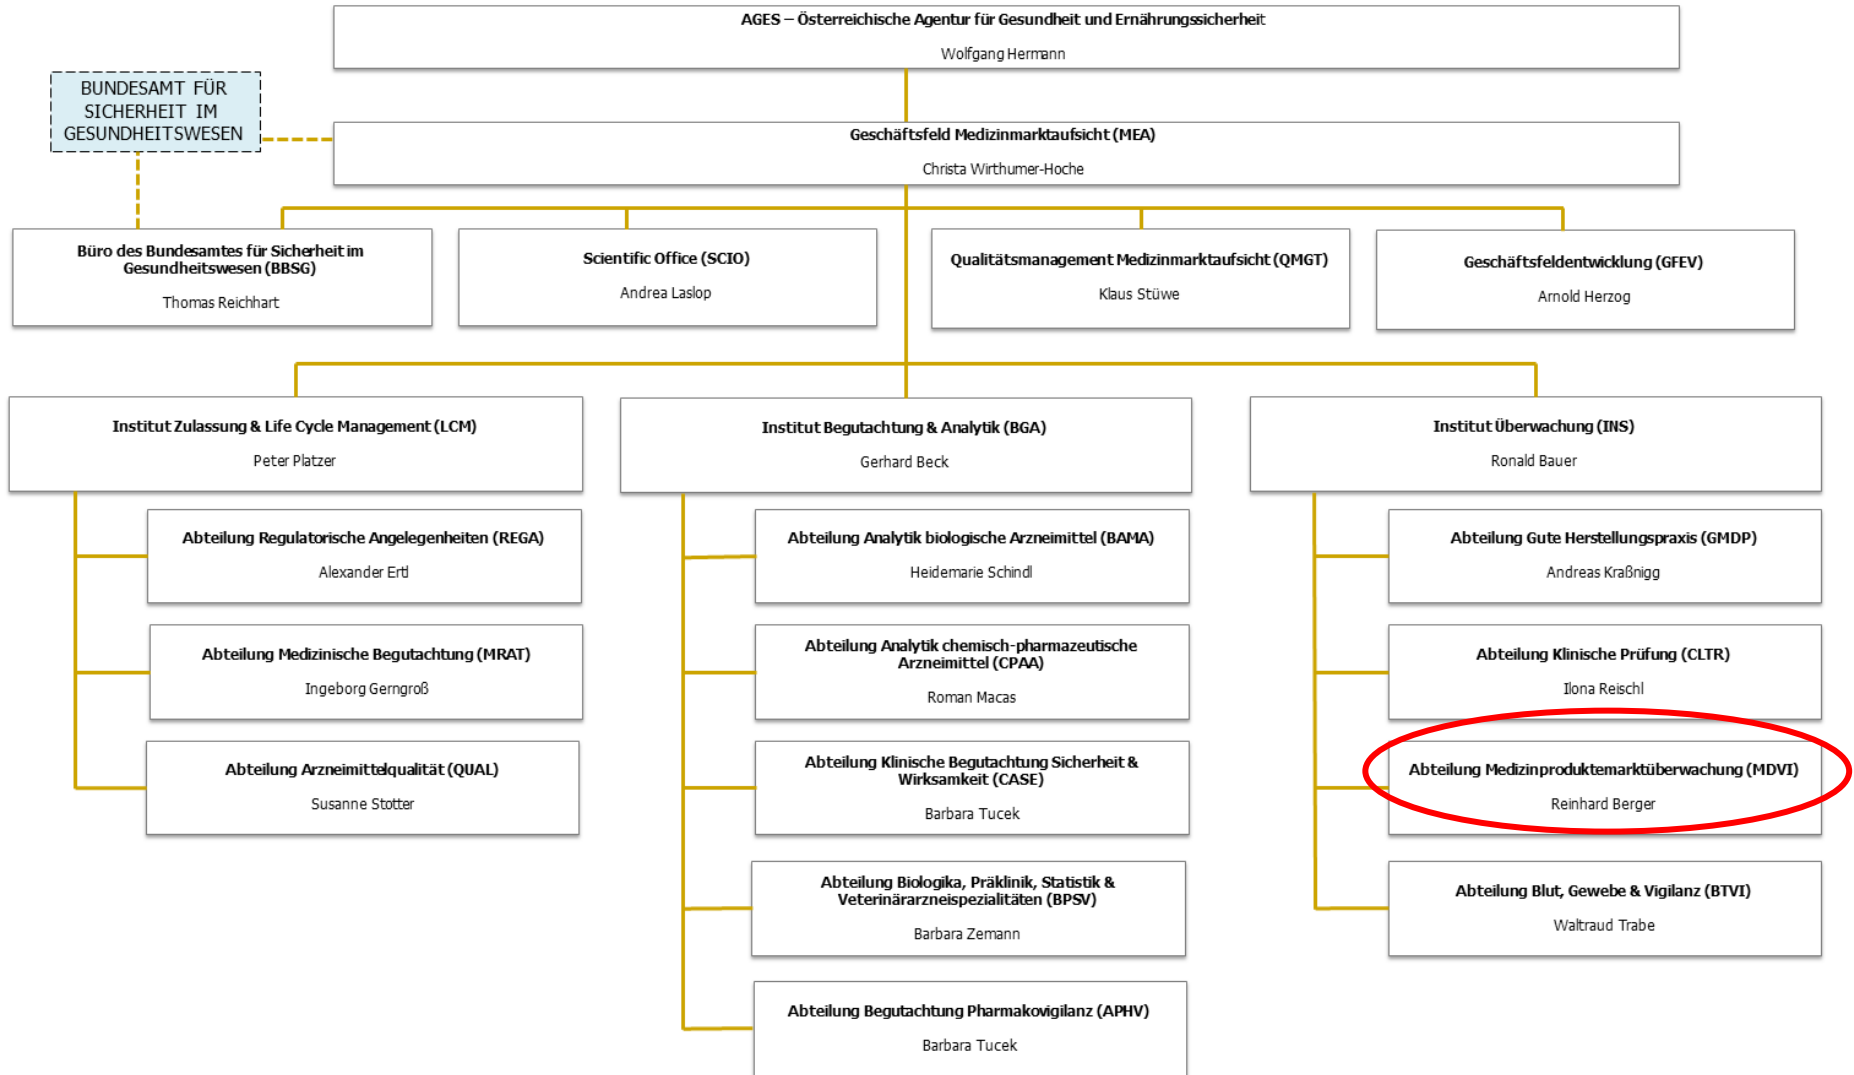 AGES – Österreichische Agentur für Gesundheit und Ernährungssicherheit
Wolfgang Hermann
BUNDESAMT FÜR
SICHERHEIT IM
GESUNDHEITSWESEN
Geschäftsfeld Medizinmarktaufsicht (MEA)
Christa Wirthumer-Hoche
Büro des Bundesamtes für Sicherheit im
Gesundheitswesen (BBSG)
Thomas Reichhart
Scientific Office (SCIO)
Andrea Laslop
Qualitätsmanagement Medizinmarktaufsicht (QMGT)
Klaus Stüwe
Geschäftsfeldentwicklung (GFEV)
Arnold Herzog
Institut Zulassung & Life Cycle Management (LCM)
Peter Platzer
Institut Begutachtung & Analytik (BGA)
Gerhard Beck
Institut Überwachung (INS)
Ronald Bauer
Abteilung Regulatorische Angelegenheiten (REGA)
Alexander Ertl
Abteilung Medizinische Begutachtung (MRAT)
Ingeborg Gerngroß
Abteilung Arzneimittelqualität (QUAL)
Susanne Stotter
Abteilung Analytik biologische Arzneimittel (BAMA)
Heidemarie Schindl
Abteilung Analytik chemisch-pharmazeutische
Arzneimittel (CPAA)
Roman Macas
Abteilung Klinische Begutachtung Sicherheit &
Wirksamkeit (CASE)
Barbara Tucek
Abteilung Biologika, Präklinik, Statistik &
Veterinärarzneispezialitäten (BPSV)
Barbara Zemann
Abteilung Begutachtung Pharmakovigilanz (APHV)
Barbara Tucek
Abteilung Gute Herstellungspraxis (GMDP)
Andreas Kraßnigg
Abteilung Klinische Prüfung (CLTR)
Ilona Reischl
Abteilung Medizinproduktemarktüberwachung (MDVI)
Reinhard Berger
Abteilung Blut, Gewebe & Vigilanz (BTVI)
Waltraud Trabe